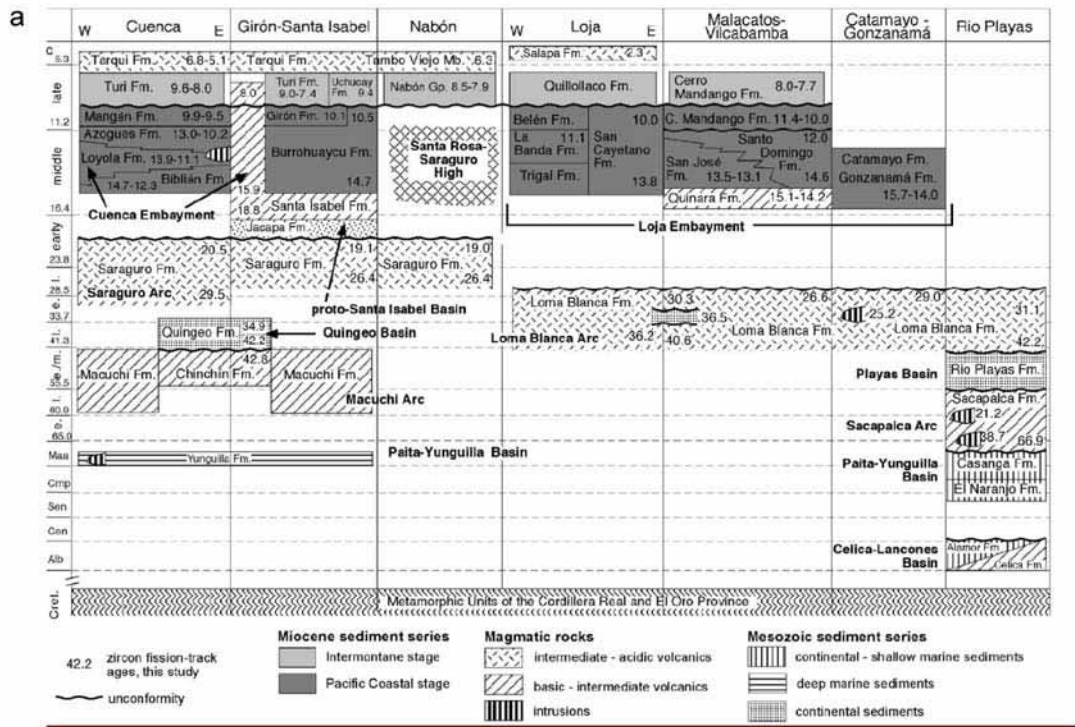 a
Cuenca
Girón-Santa Isabel
Nabón
Loja
Malacatos-Vilcabamba
Catamayo - Gonzanamá
Rio Playas
W E
W E
Tarqui Fm. 6.8-5.1
Tarqui Fm.
Tambo Viejo Mb. 6.3
Salapa Fm. 2.3
5.3
late
Turi Fm. 9.6-8.0
8.0
Turi Fm.
9.0-7.4
Uchucay
Fm. 9.4
Nabón Gp. 8.5-7.9
Quillollaco Fm.
Cerro
Mandango Fm. 8.0-7.7
Mangán Fm. 9.9-9.5
Girón Fm. 10.1
10.5
Belén Fm. 10.0
C. Mandango Fm. 11.4-10.0
11.2
Azogues Fm. 13.0-10.2
Loyola Fm. 13.9-11.1
Biblián Fm.
14.7-12.3
Burrohuaycu Fm.
14.7
Santa Rosa-
Saraguro
High
La
Banda Fm.
11.1
San
Cayetano
Fm.
Trigal Fm.
13.8
Santo
Domingo
Fm.
12.0
San José
Fm.
13.5-13.1
14.6
Catamayo Fm.
Gonzanamá Fm.
15.7-14.0
middle
Cuenca Embayment
15.9
18.8
Santa Isabel Fm.
Quinara Fm. 15.1-14.2
16.4
Jacapa Fm.
Loja Embayment
early
20.5
19.1
19.0
23.8
Saraguro Fm.
Saraguro Fm.
26.4
Saraguro Fm.
26.4
l.
Saraguro Arc
29.5
28.5
proto-Santa Isabel Basin
Loma Blanca Fm.
30.3
26.6
29.0
31.1
e.
33.7
Quingeo Fm.
34.9
42.2
Quingeo Basin
36.5
25.2
Loma Blanca Fm.
Loma Blanca Fm.
l.
Loma Blanca Arc
36.2
40.6
42.2
41.3
42.8
Macuchi Fm.
Chinchin Fm.
Macuchi Fm.
Playas Basin
Rio Playas Fm.
e./m.
55.5
Macuchi Arc
Sacapalca Fm.
l.
60.9
21.2
Sacapalca Arc
e.
38.7
66.9
65.0
Maa
Yunguilla Fm.
Paita-Yunguilla Basin
Paita-Yunguilla
Basin
Casanga Fm.
El Naranjo Fm.
Cmp
Sen
Cen
Alb
Celica-Lancones
Basin
Alamor Fm.
Celica Fm.
Cret.
Metamorphic Units of the Cordillera Real and El Oro Province
42.2 zircon fission-track
ages, this study
unconformity
Miocene sediment series
Intermontane stage
Pacific Coastal stage
Magmatic rocks
intermediate - acidic volcanics
basic - intermediate volcanics
intrusions
Mesozoic sediment series
continental - shallow marine sediments
deep marine sediments
continental sediments